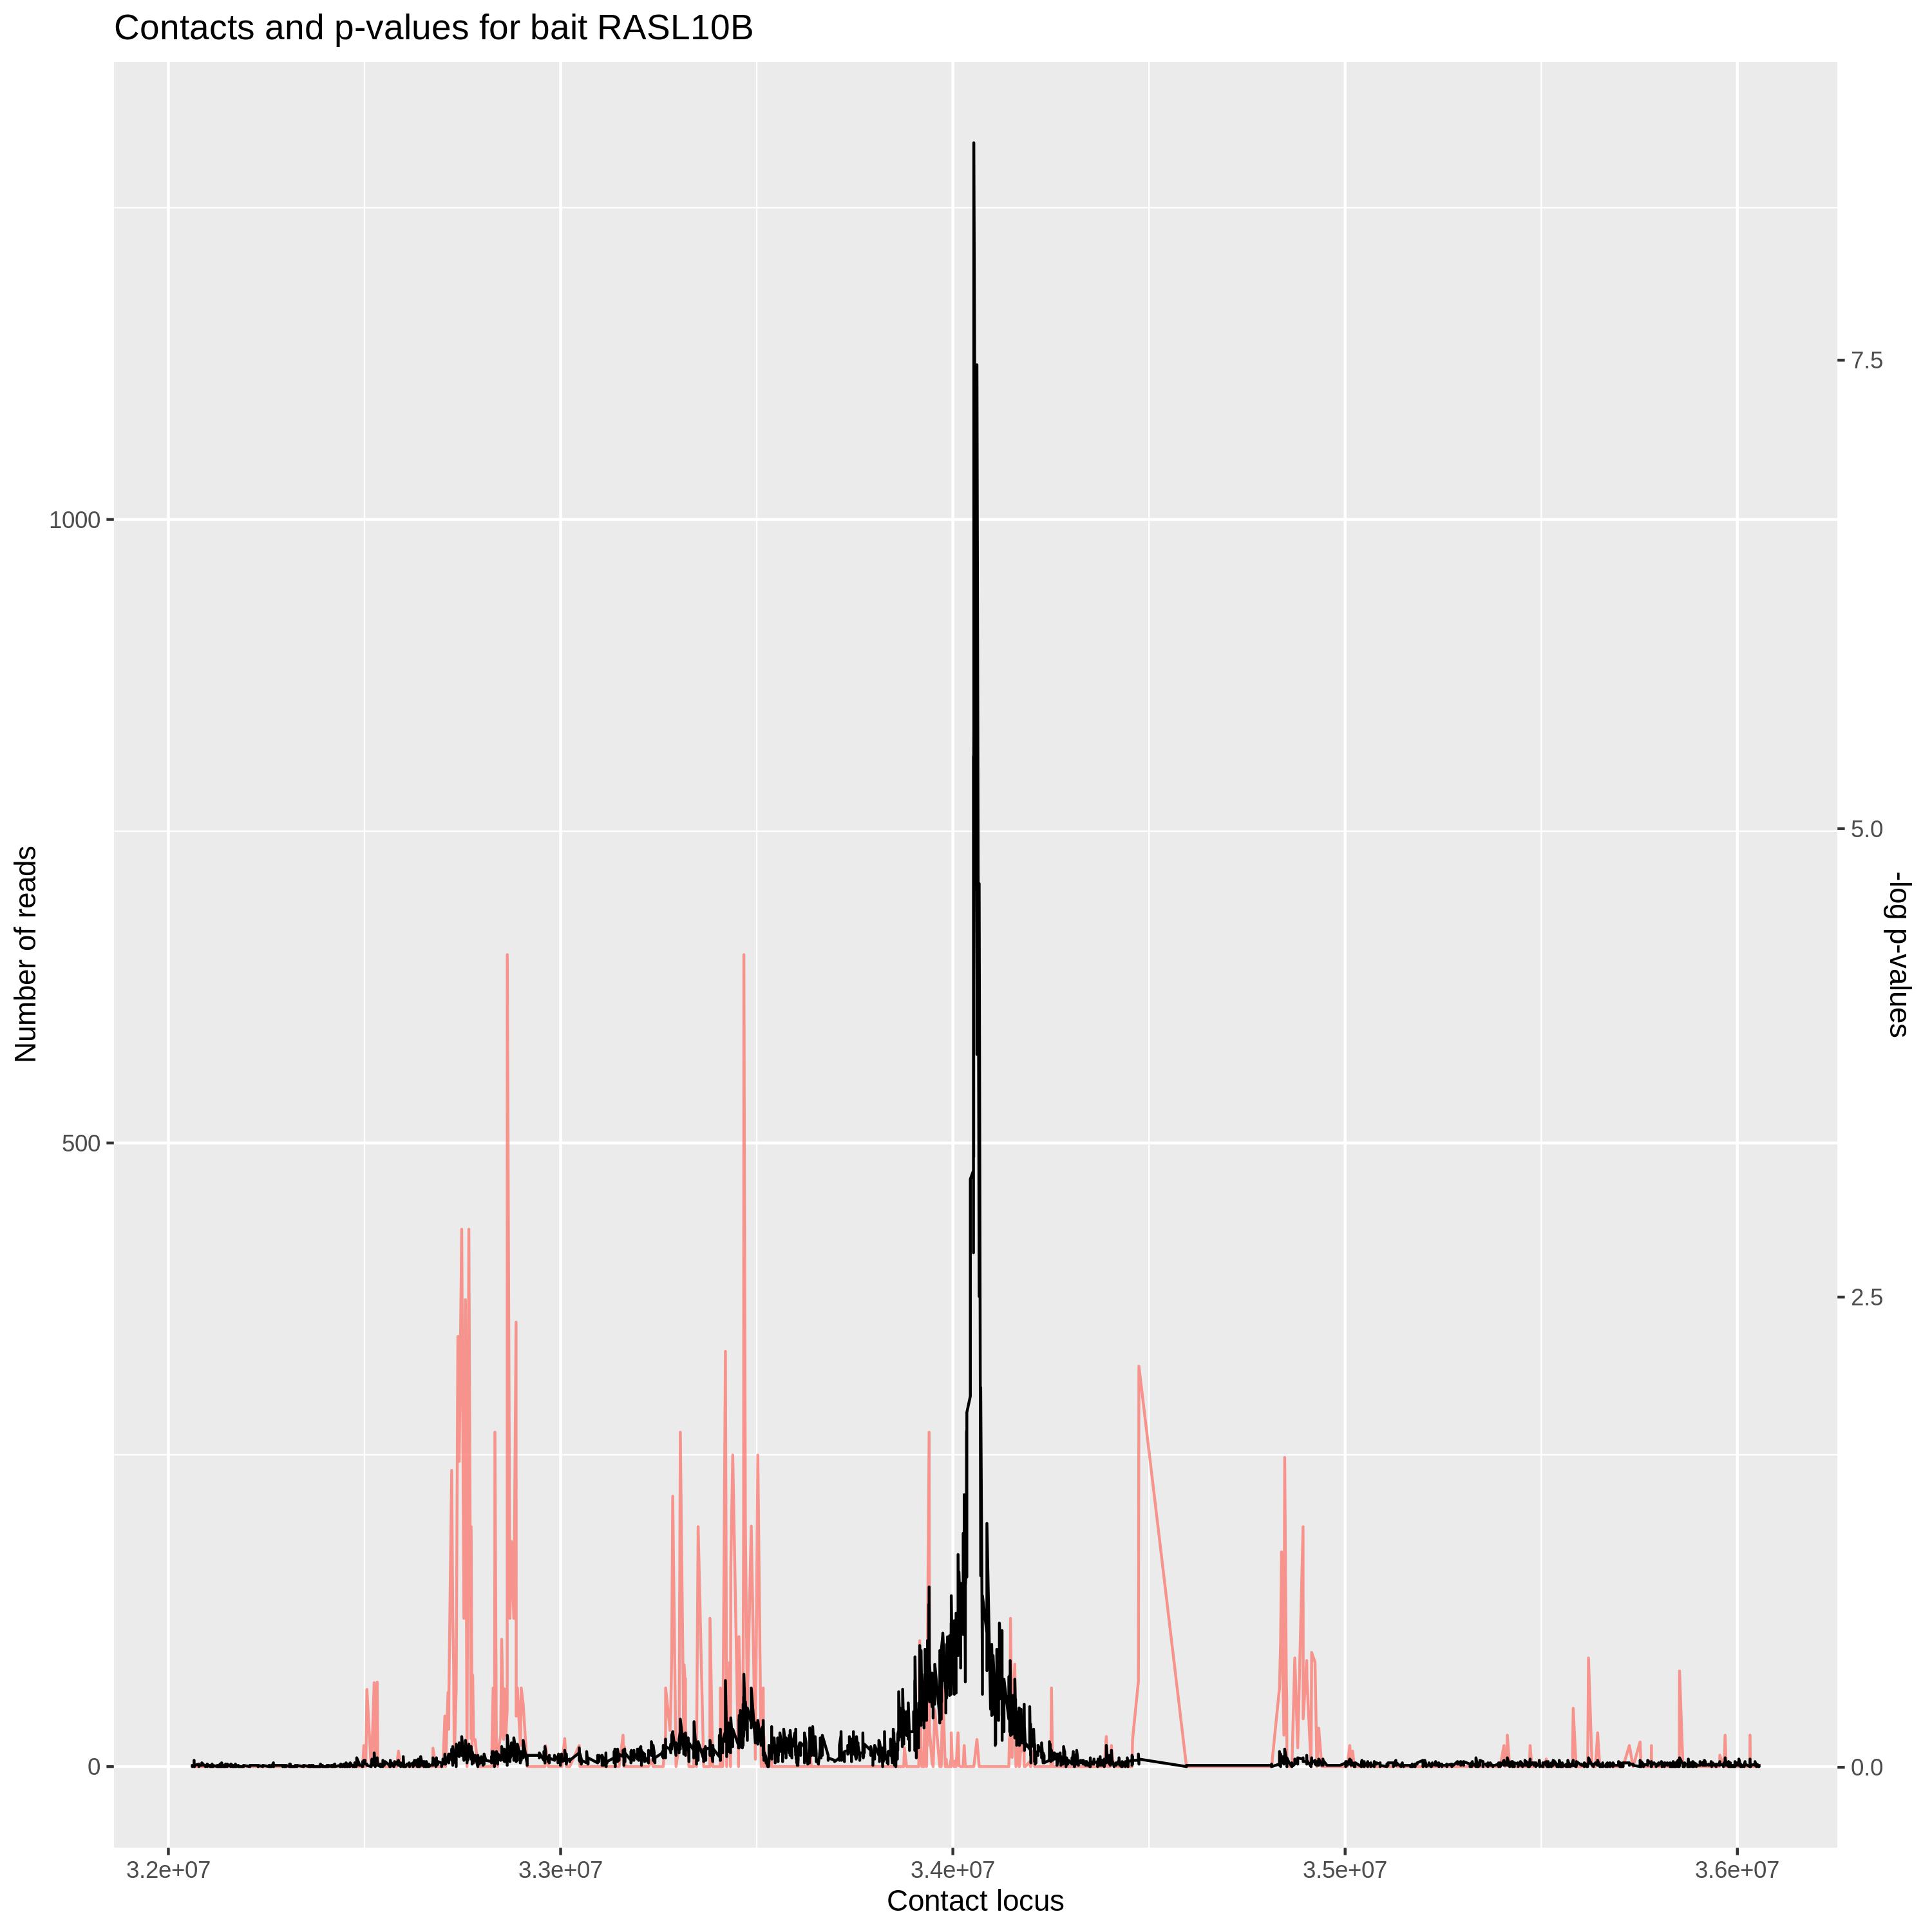 Contacts and p-values for bait RASL10B
1000
500
0
Number of reads
7.5
5.0
2.5
0.0
-log p-values
3.2e+07
3.3e+07
3.4e+07
3.5e+07
3.6e+07
Contact locus